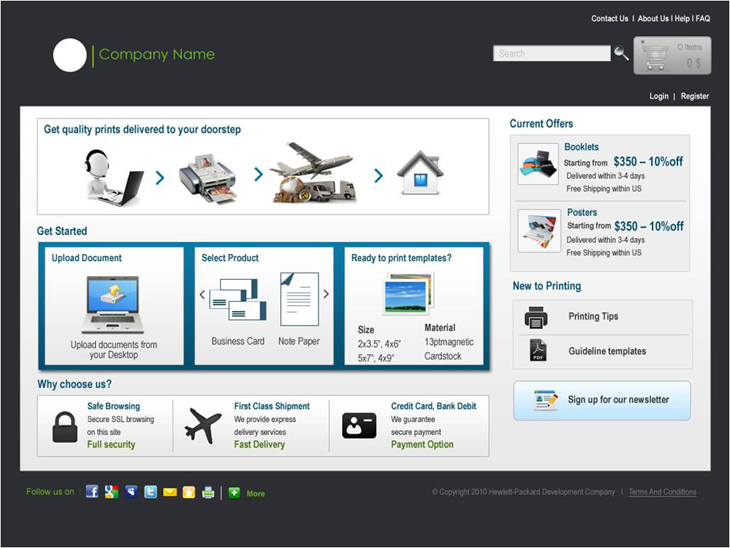 Contact Us | About Us | Help | FAQ
Company Name
Search
0 Items
0 $
Login | Register
Get quality prints delivered to your doorstep
Current Offers
Booklets
Starting from $350 – 10%off
Delivered within 3-4 days
Free Shipping within US
Posters
Starting from $350 – 10%off
Delivered within 3-4 days
Free Shipping within US
Get Started
Upload Document
Upload documents from
your Desktop
Select Product
Business Card
Note Paper
Ready to print templates?
Size
2x3.5", 4x6"
5x7", 4x9"
Material
13ptmagnetic
Cardstock
New to Printing
Printing Tips
PDF
Guideline templates
Sign up for our newsletter
Why choose us?
Safe Browsing
Secure SSL browsing
on this site
Full security
First Class Shipment
We provide express
delivery services
Fast Delivery
Credit Card, Bank Debit
We guarantee
secure payment
Payment Option
Follow us on :
More
© Copyright 2010 Hewlett-Packard Development Company | Terms And Conditions